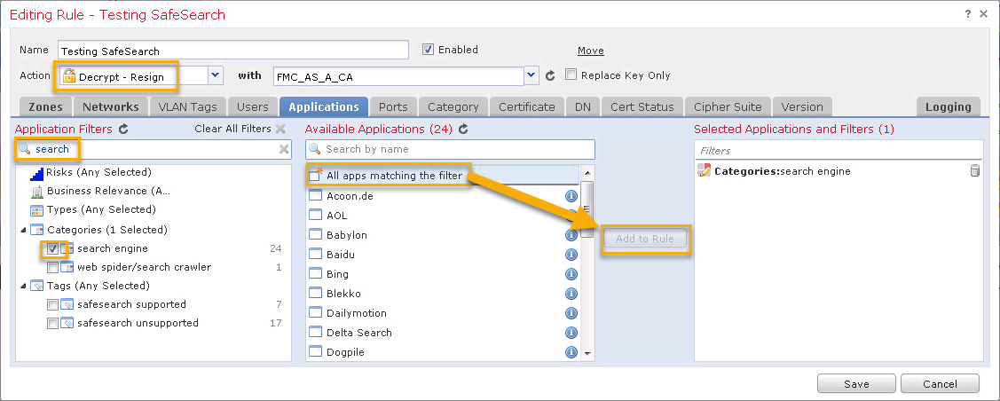 Editing Rule - Testing SafeSearch
Name Testing SafeSearch Enabled Move
Action Decrypt - Resign with FMC_AS_A_CA Replace Key Only
Zones Networks VLAN Tags Users Applications Ports Category Certificate DN Cert Status Cipher Suite Version Logging
Application Filters Clear All Filters
search
Risks (Any Selected)
Business Relevance (A...
Types (Any Selected)
Categories (1 Selected)
search engine 24
web spider/search crawler 1
Tags (Any Selected)
safesearch supported 7
safesearch unsupported 17
Available Applications (24)
Search by name
All apps matching the filter
Acoon.de
AOL
Babylon
Baidu
Bing
Blekko
Dailymotion
Delta Search
Dogpile
Add to Rule
Selected Applications and Filters (1)
Filters
Categories:search engine
Save Cancel